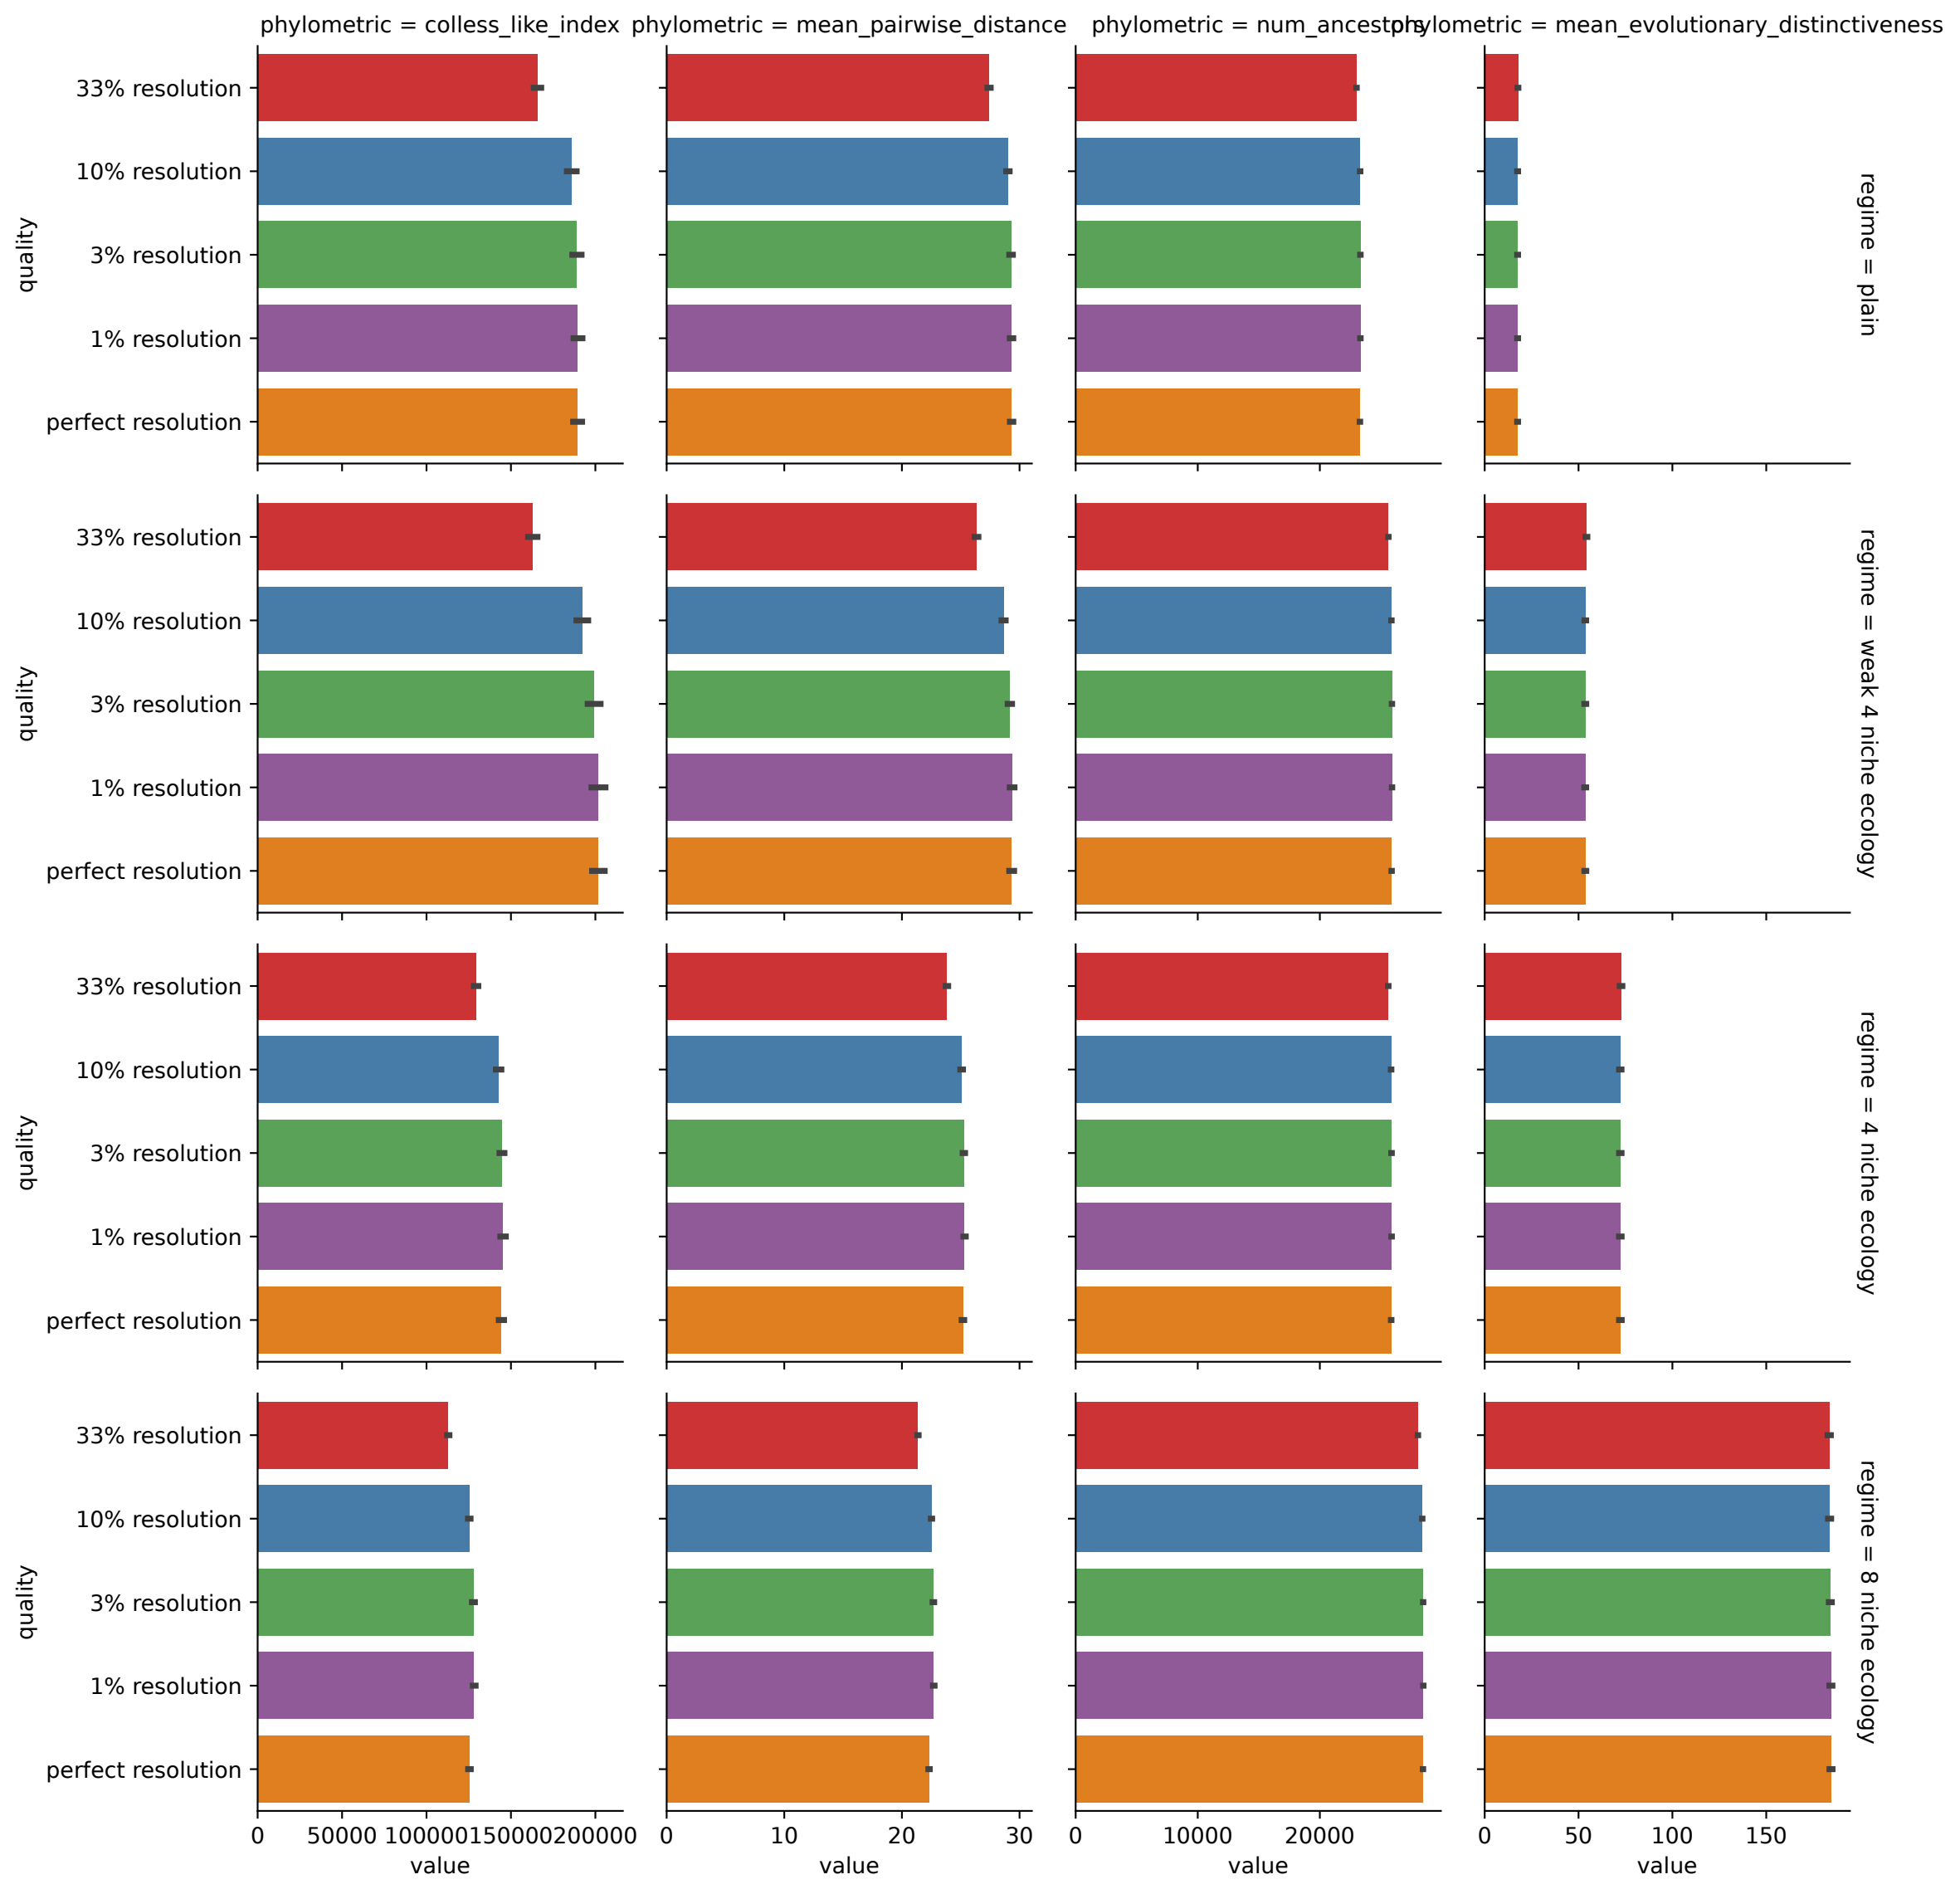 phylometric = colless_like_index
phylometric = mean_pairwise_distance
phylometric = num_ancestors
phylometric = mean_evolutionary_distinctiveness
quality
33% resolution
10% resolution
3% resolution
1% resolution
perfect resolution
regime = plain
quality
33% resolution
10% resolution
3% resolution
1% resolution
perfect resolution
regime = weak 4 niche ecology
quality
33% resolution
10% resolution
3% resolution
1% resolution
perfect resolution
regime = 4 niche ecology
quality
33% resolution
10% resolution
3% resolution
1% resolution
perfect resolution
regime = 8 niche ecology
0 50000 100000 150000 200000
value
0 10 20 30
value
0 10000 20000
value
0 50 100 150
value